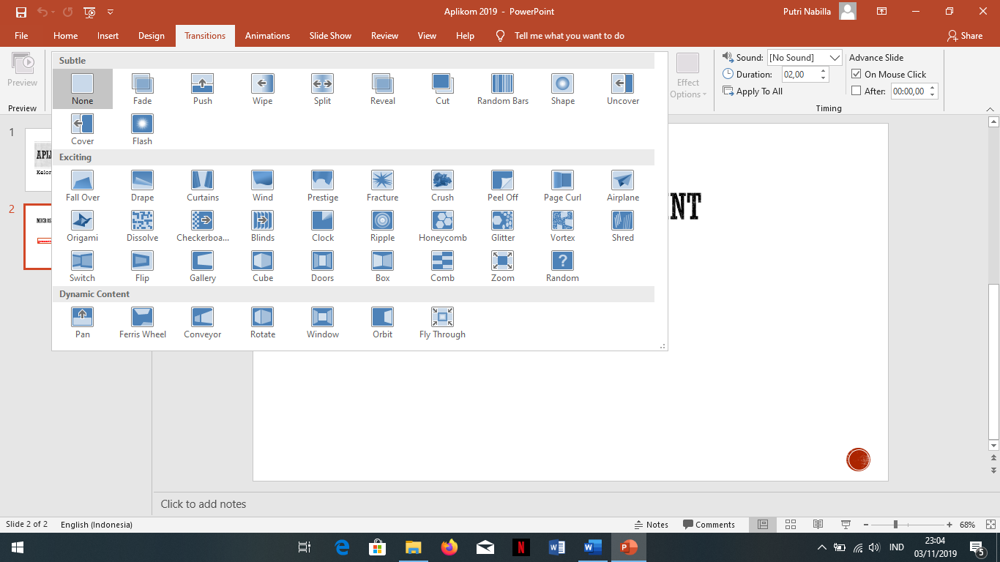 Aplikom 2019 - PowerPoint
Putri Nabilla
File Home Insert Design Transitions Animations Slide Show Review View Help Tell me what you want to do Share
Preview
Preview
Subtle
None Fade Push Wipe Split Reveal Cut Random Bars Shape Uncover
Cover Flash
Exciting
Fall Over Drape Curtains Wind Prestige Fracture Crush Peel Off Page Curl Airplane
Origami Dissolve Checkerboa... Blinds Clock Ripple Honeycomb Glitter Vortex Shred
Switch Flip Gallery Cube Doors Box Comb Zoom Random
Dynamic Content
Pan Ferris Wheel Conveyor Rotate Window Orbit Fly Through
Effect
Options
Sound: [No Sound]
Duration: 02,00
Apply To All
Advance Slide
On Mouse Click
After: 00:00,00
Timing
1
APLI
Kelor
2
MICROS
NT
Click to add notes
Slide 2 of 2 English (Indonesia)
Notes Comments 68%
IND
23:04
03/11/2019
5